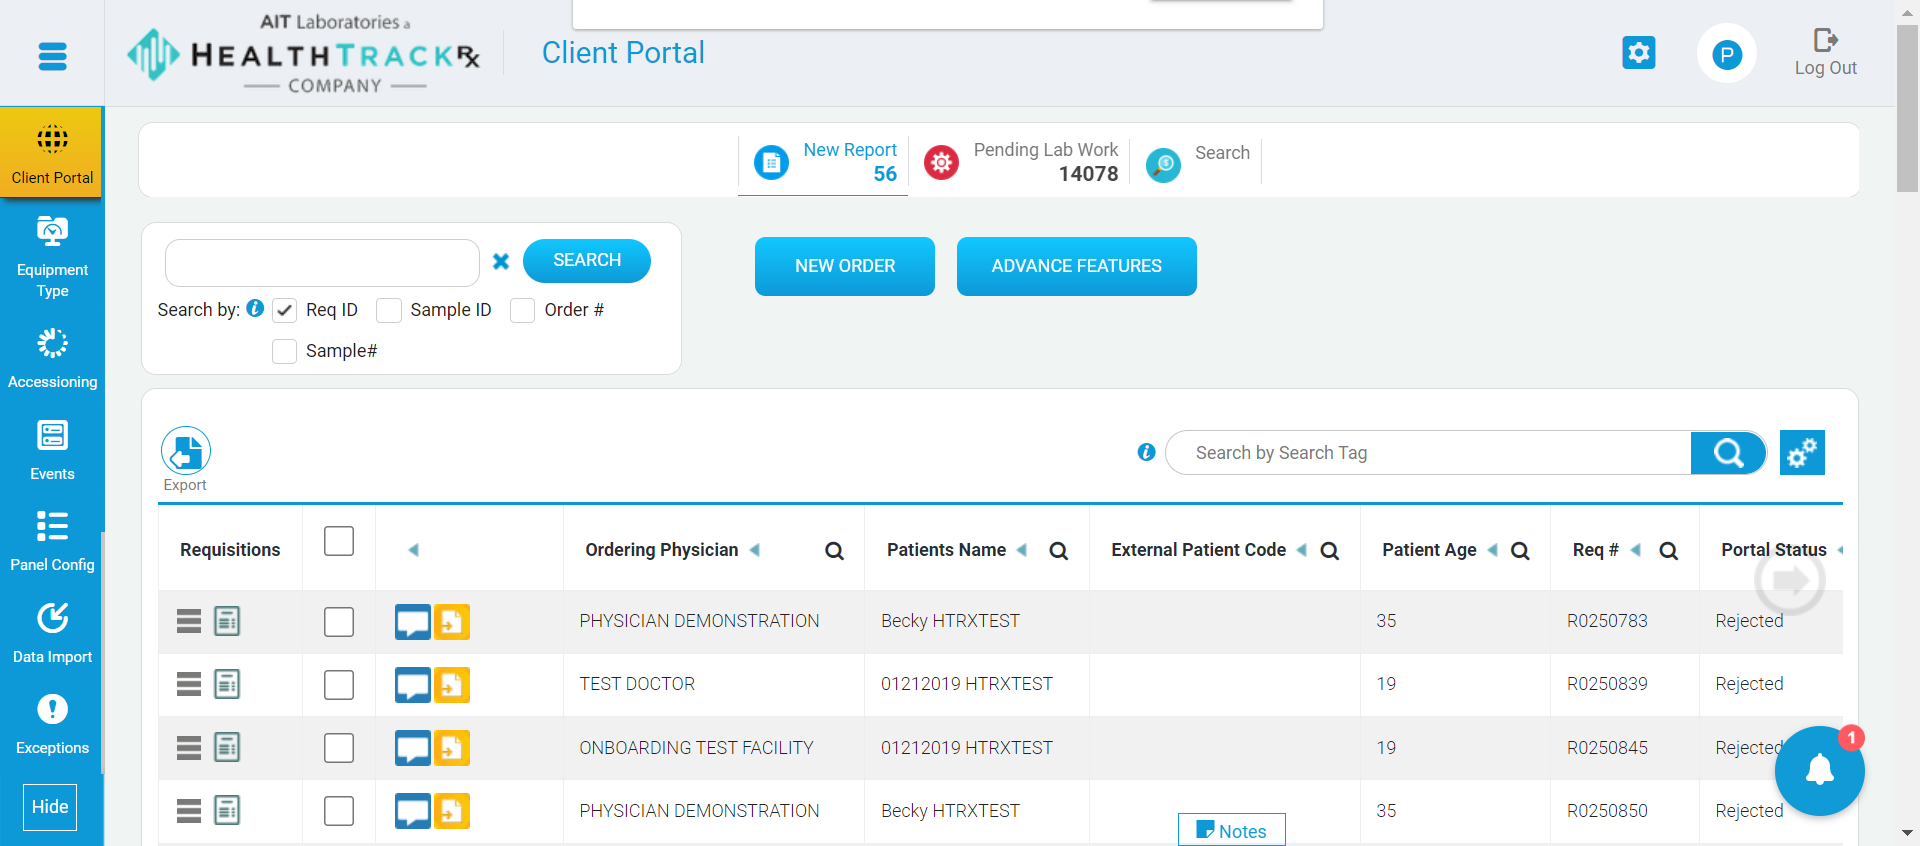 AIT Laboratories a
HEALTHTRACKRx
COMPANY
Client Portal
P
Log Out
Client Portal
Equipment
Type
Accessioning
Events
Panel Config
Data Import
Exceptions
Hide
New Report
56
Pending Lab Work
14078
Search
SEARCH
Search by: i Req ID Sample ID Order #
Sample#
NEW ORDER
ADVANCE FEATURES
Export
i Search by Search Tag
Requisitions Ordering Physician Patients Name External Patient Code Patient Age Req # Portal Status
PHYSICIAN DEMONSTRATION Becky HTRXTEST 35 R0250783 Rejected
TEST DOCTOR 01212019 HTRXTEST 19 R0250839 Rejected
ONBOARDING TEST FACILITY 01212019 HTRXTEST 19 R0250845 Rejected
PHYSICIAN DEMONSTRATION Becky HTRXTEST 35 R0250850 Rejected
1
Notes